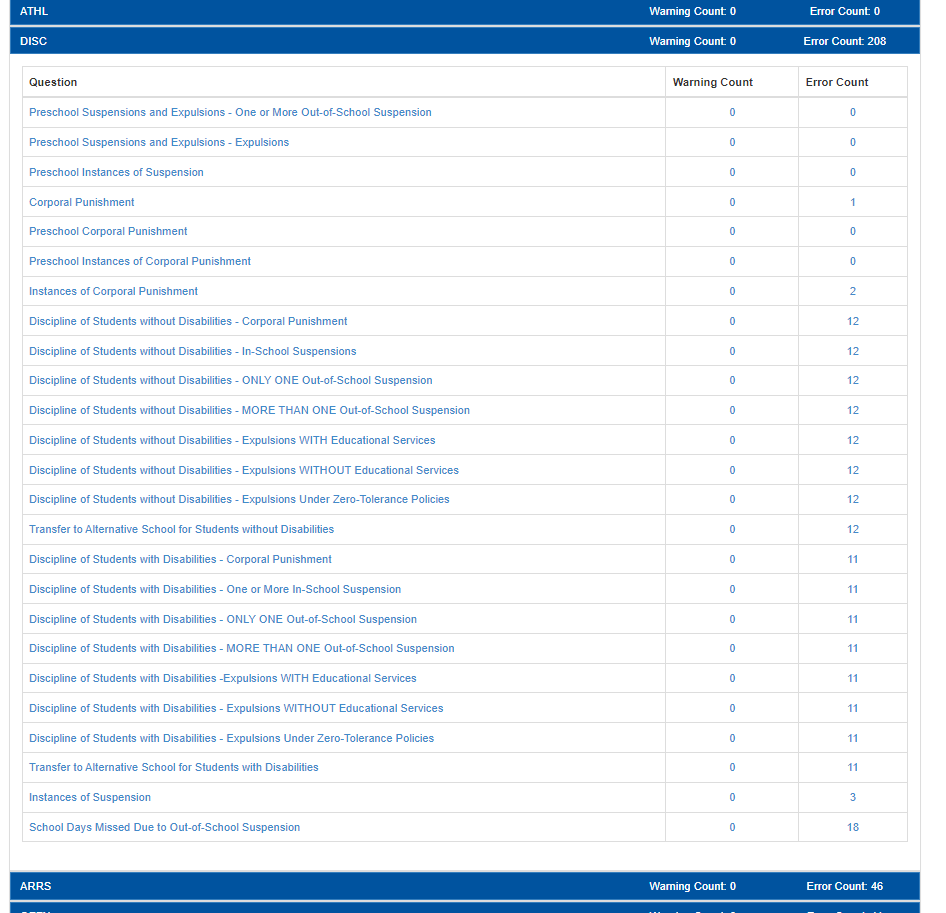 ATHL Warning Count: 0 Error Count: 0
DISC Warning Count: 0 Error Count: 208
Question Warning Count Error Count
Preschool Suspensions and Expulsions - One or More Out-of-School Suspension 0 0
Preschool Suspensions and Expulsions - Expulsions 0 0
Preschool Instances of Suspension 0 0
Corporal Punishment 0 1
Preschool Corporal Punishment 0 0
Preschool Instances of Corporal Punishment 0 0
Instances of Corporal Punishment 0 2
Discipline of Students without Disabilities - Corporal Punishment 0 12
Discipline of Students without Disabilities - In-School Suspensions 0 12
Discipline of Students without Disabilities - ONLY ONE Out-of-School Suspension 0 12
Discipline of Students without Disabilities - MORE THAN ONE Out-of-School Suspension 0 12
Discipline of Students without Disabilities - Expulsions WITH Educational Services 0 12
Discipline of Students without Disabilities - Expulsions WITHOUT Educational Services 0 12
Discipline of Students without Disabilities - Expulsions Under Zero-Tolerance Policies 0 12
Transfer to Alternative School for Students without Disabilities 0 12
Discipline of Students with Disabilities - Corporal Punishment 0 11
Discipline of Students with Disabilities - One or More In-School Suspension 0 11
Discipline of Students with Disabilities - ONLY ONE Out-of-School Suspension 0 11
Discipline of Students with Disabilities - MORE THAN ONE Out-of-School Suspension 0 11
Discipline of Students with Disabilities -Expulsions WITH Educational Services 0 11
Discipline of Students with Disabilities - Expulsions WITHOUT Educational Services 0 11
Discipline of Students with Disabilities - Expulsions Under Zero-Tolerance Policies 0 11
Transfer to Alternative School for Students with Disabilities 0 11
Instances of Suspension 0 3
School Days Missed Due to Out-of-School Suspension 0 18
ARRS Warning Count: 0 Error Count: 46